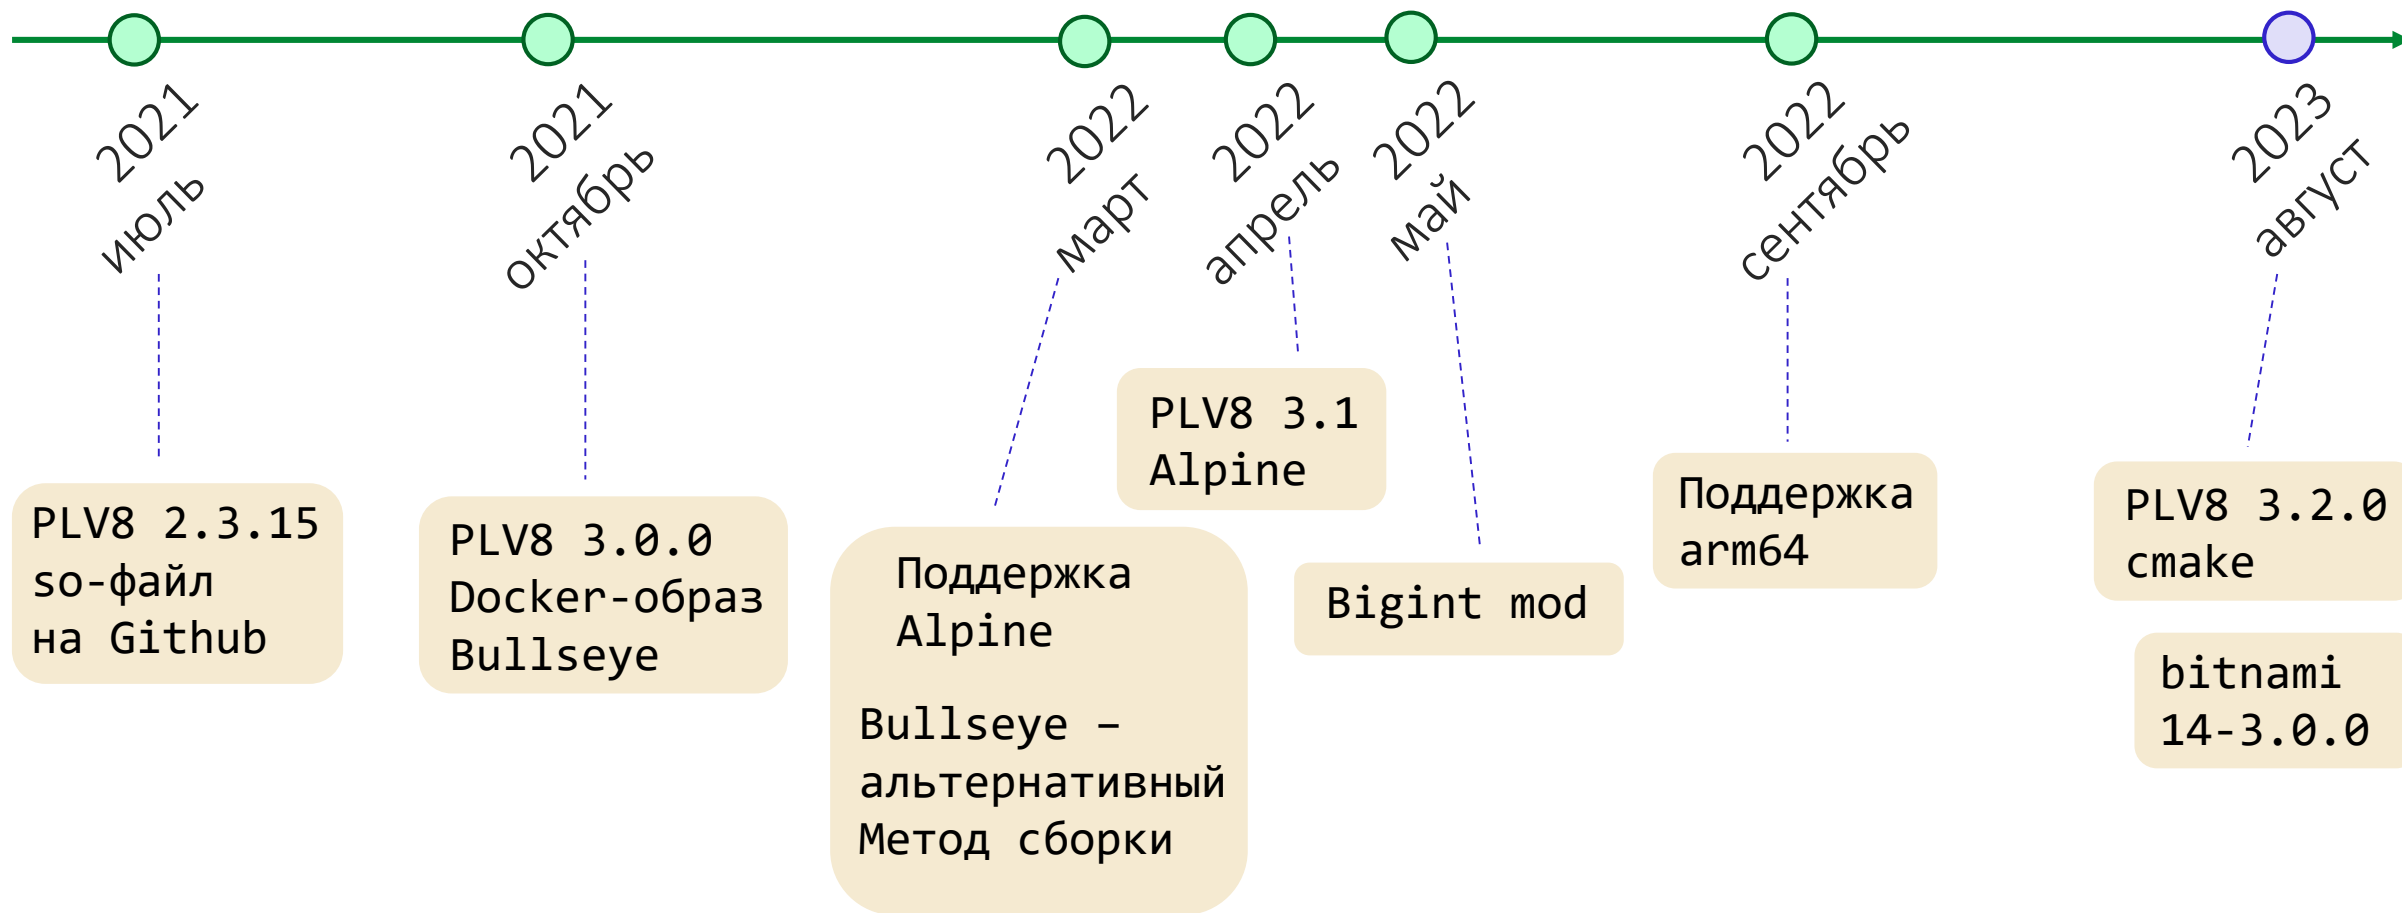 2021
июль
2021
октябрь
2022
март
2022
апрель
2022
май
2022
сентябрь
2023
август
PLV8 2.3.15
so-файл
на Github
PLV8 3.0.0
Docker-образ
Bullseye
Поддержка
Alpine
Bullseye –
альтернативный
Метод сборки
PLV8 3.1
Alpine
Bigint mod
Поддержка
arm64
PLV8 3.2.0
cmake
bitnami
14-3.0.0